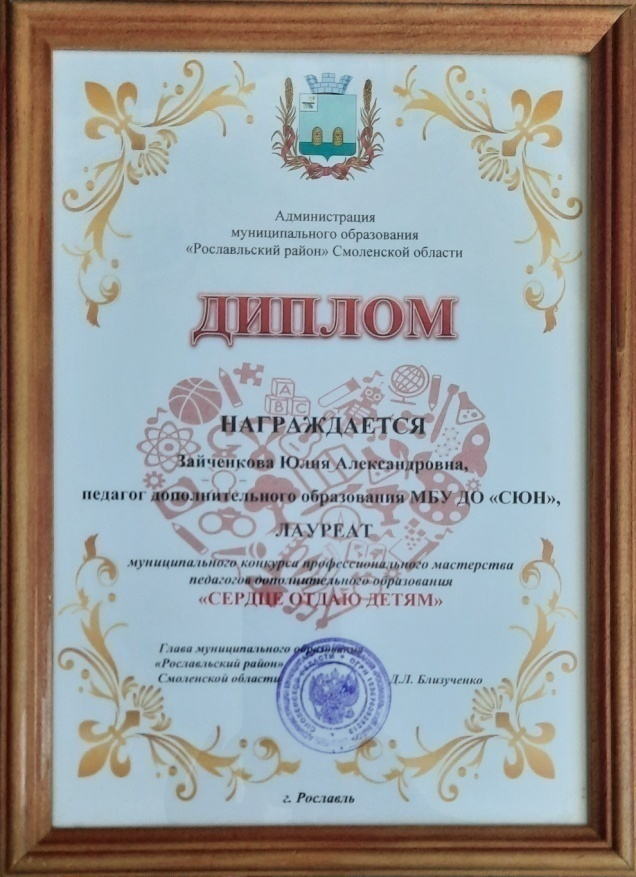 Администрация
муниципального образования
«Рославльский район» Смоленской области
ДИПЛОМ
НАГРАЖДАЕТСЯ
Зайченкова Юлия Александровна,
педагог дополнительного образования МБУ ДО «СЮН»,
ЛАУРЕАТ
муниципального конкурса профессионального мастерства
педагогов дополнительного образования
«СЕРДЦЕ ОТДАЮ ДЕТЯМ»
Глава муниципального образования
«Рославльский район»
Смоленской области Д.Л. Близученко
г. Рославль